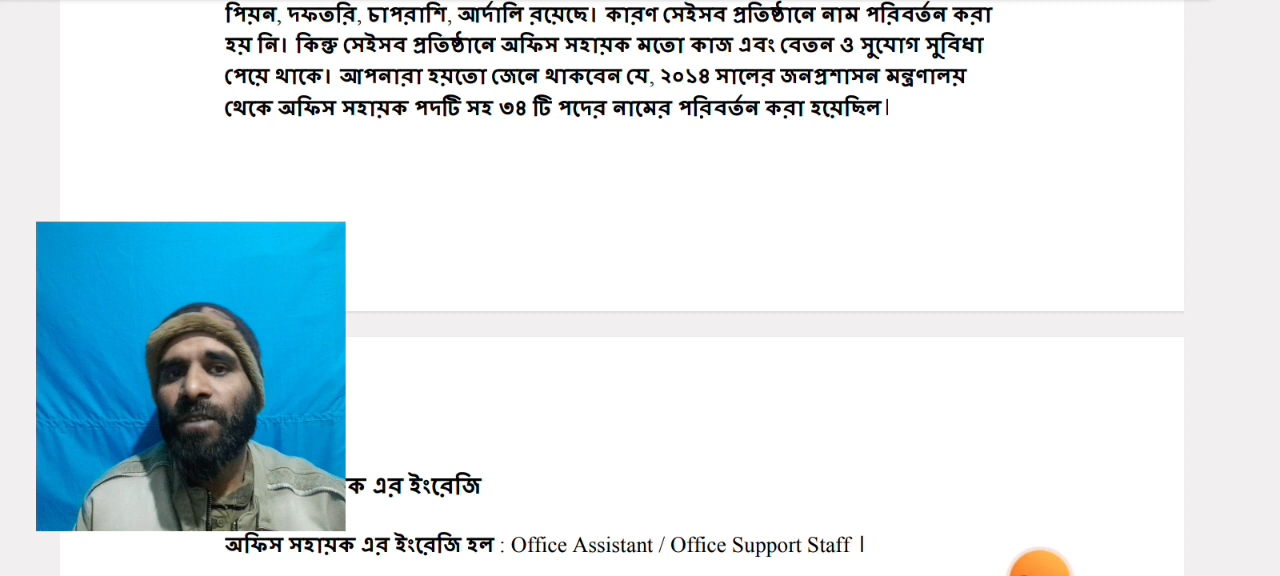 পিয়ন, দফতরি, চাপরাশি, আর্দালি রয়েছে। কারণ সেইসব প্রতিষ্ঠানে নাম পরিবর্তন করা
হয় নি। কিন্তু সেইসব প্রতিষ্ঠানে অফিস সহায়ক মতো কাজ এবং বেতন ও সুযোগ সুবিধা
পেয়ে থাকে। আপনারা হয়তো জেনে থাকবেন যে, ২০১৪ সালের জনপ্রশাসন মন্ত্রণালয়
থেকে অফিস সহায়ক পদটি সহ ৩৪ টি পদের নামের পরিবর্তন করা হয়েছিল।
ক এর ইংরেজি
অফিস সহায়ক এর ইংরেজি হল : Office Assistant / Office Support Staff ।